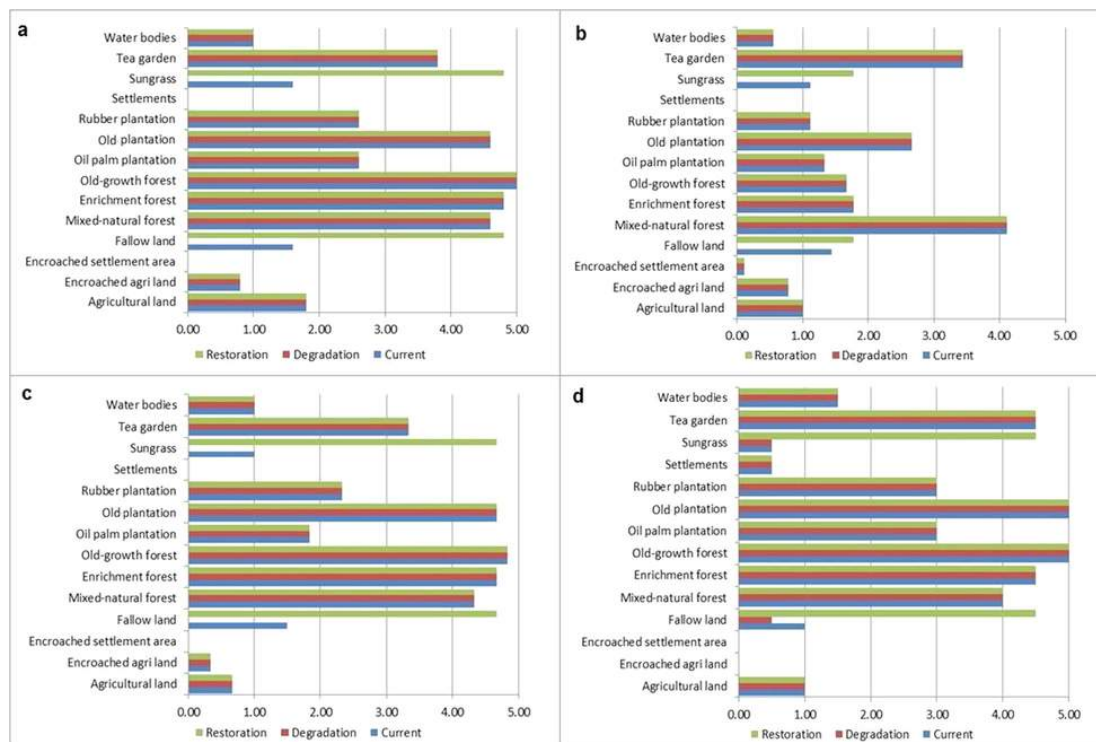 a
Water bodies
Tea garden
Sungrass
Settlements
Rubber plantation
Old plantation
Oil palm plantation
Old-growth forest
Enrichment forest
Mixed-natural forest
Fallow land
Encroached settlement area
Encroached agri land
Agricultural land
0.00 1.00 2.00 3.00 4.00 5.00
Restoration Degradation Current
b
Water bodies
Tea garden
Sungrass
Settlements
Rubber plantation
Old plantation
Oil palm plantation
Old-growth forest
Enrichment forest
Mixed-natural forest
Fallow land
Encroached settlement area
Encroached agri land
Agricultural land
0.00 1.00 2.00 3.00 4.00 5.00
Restoration Degradation Current
c
Water bodies
Tea garden
Sungrass
Settlements
Rubber plantation
Old plantation
Oil palm plantation
Old-growth forest
Enrichment forest
Mixed-natural forest
Fallow land
Encroached settlement area
Encroached agri land
Agricultural land
0.00 1.00 2.00 3.00 4.00 5.00
Restoration Degradation Current
d
Water bodies
Tea garden
Sungrass
Settlements
Rubber plantation
Old plantation
Oil palm plantation
Old-growth forest
Enrichment forest
Mixed-natural forest
Fallow land
Encroached settlement area
Encroached agri land
Agricultural land
0.00 1.00 2.00 3.00 4.00 5.00
Restoration Degradation Current